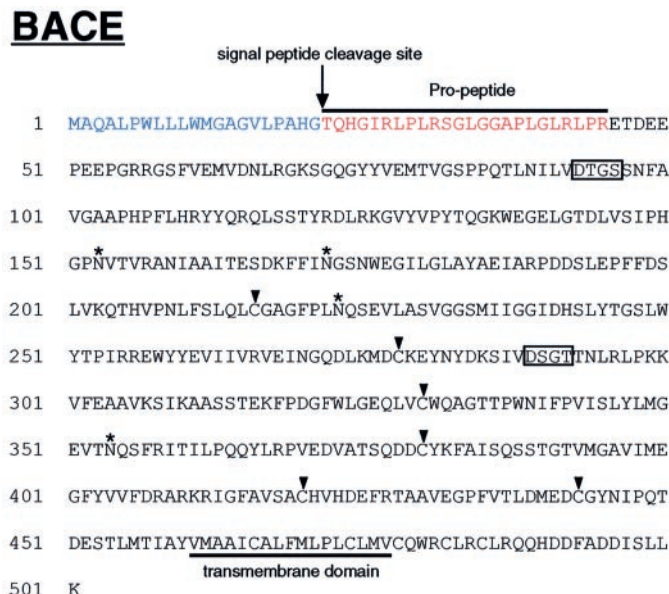 BACE
signal peptide cleavage site
Pro-peptide
1 MAQALPWLLLWMGAGVLPAHGTQHGIRLPLRSGLGGAPLGLRLPRETDEE
51 PEEPGRRGSFVEMVDNLRGKSGQGYYVEMTVGSPPQTLNILVDTGSSNFA
101 VGAAPHPFLHRYYQRQLSSTYRDLRKGVYVPYTQGKWEGELGTDLVSIPH
* *
151 GPNVTVRANIAAITESDKFFINGSNWEGILGLAYAEIARPDDSLEPFFDS
*
201 LVKQTHVPNLFSLQLCGAGFPLNQSEVLASVGGSMIIGGIDHSLYTGSLW
251 YTPIRREWYYEVIIVRVEINGQDLKMDCKEYNYDKSIVDSGTTNLRLPKK
301 VFEAAVKSIKAASSTEKFPDGFWLGEQLVCWQAGTTPWNIFPVISLYLMG
*
351 EVTNQSFRITILPQQYLRPVEDVATSQDDCYKFAISQSSTGTVMGAVIME
401 GFYVVFDRARKRIGFAVSACHVHDEFRTAAVEGPFVTLDMEDCGYNIPQT
451 DESTLMTIAYVMAAICALFMLPLCLMVCQWRCLRCLRQQHDDFADDISLL
transmembrane domain
501 K